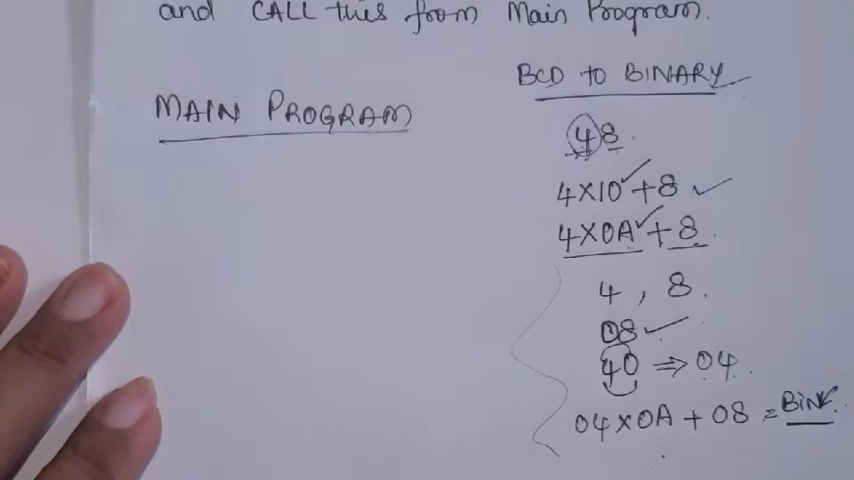 and CALL this from Main Program.
MAIN PROGRAM
BCD to BINARY
48.
4X10+8
4X0A+8.
4, 8.
08
40 ⇒ 04.
04X0A + 08 =